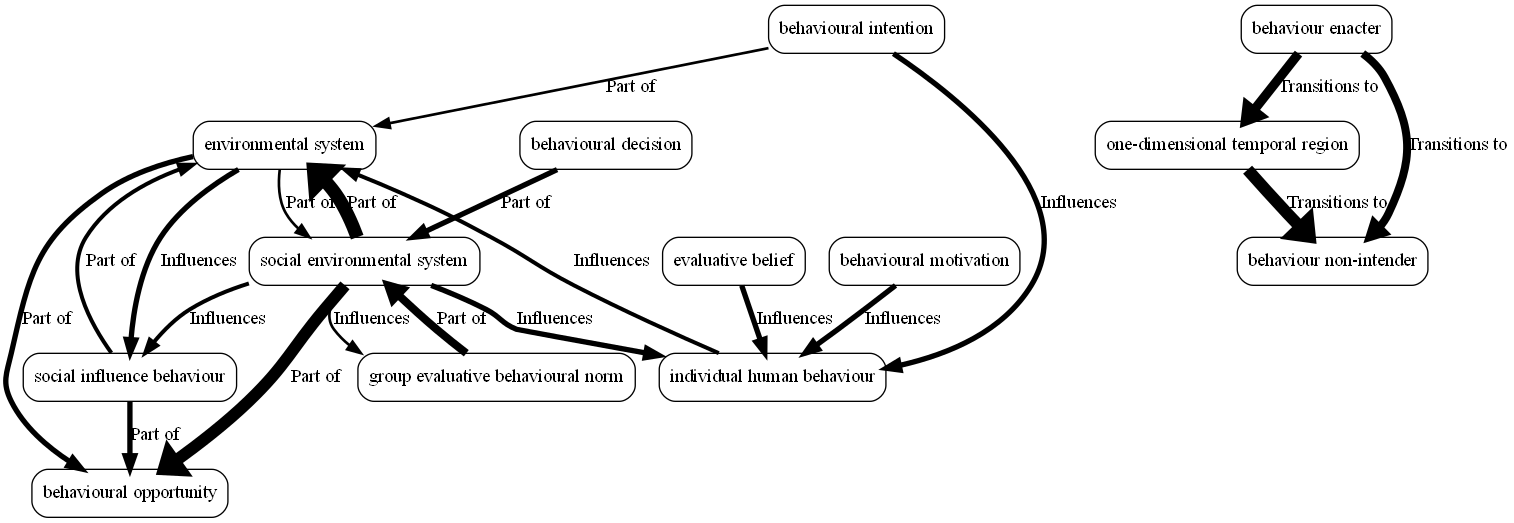 behavioural intention
behaviour enacter
Part of
Transitions to
environmental system
behavioural decision
one-dimensional temporal region
Transitions to
Influences
Part of
Part of
Part of
Transitions to
Part of
Influences
social environmental system
Influences
evaluative belief
behavioural motivation
behaviour non-intender
Part of
Influences
Influences
Part of
Influences
Influences
Influences
social influence behaviour
Part of
group evaluative behavioural norm
individual human behaviour
Part of
behavioural opportunity